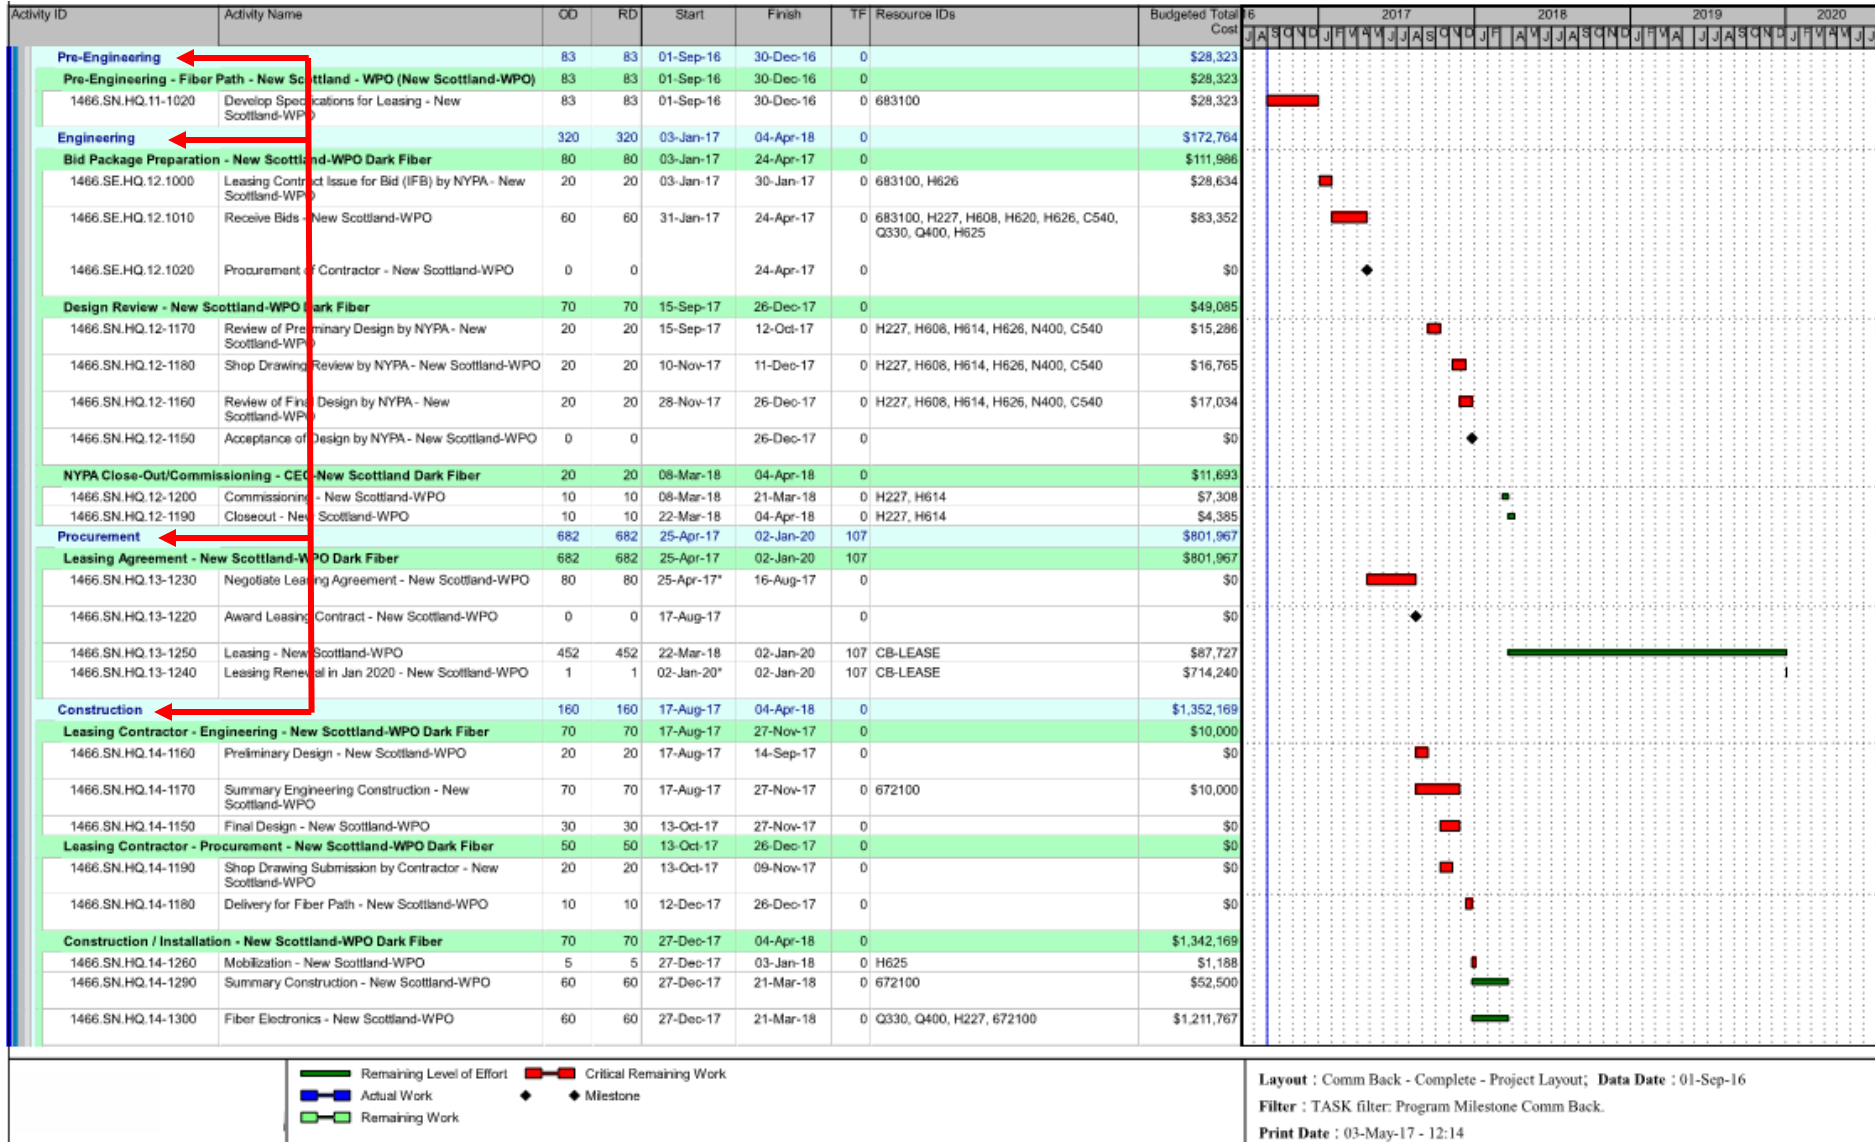 Activity ID Activity Name OD RD Start Finish TF Resource IDs Budgeted Total 16 2017 2018 2019 2020
Cost J A S O N D J F M A M J J A S O N D J F A M J J A S O N D J F M A J J A S O N D J F M A M J J
Pre-Engineering 83 83 01-Sep-16 30-Dec-16 0 $28,323
Pre-Engineering - Fiber Path - New Scottland - WPO (New Scottland-WPO) 83 83 01-Sep-16 30-Dec-16 0 $28,323
1466.SN.HQ.11-1020 Develop Specifications for Leasing - New 83 83 01-Sep-16 30-Dec-16 0 683100 $28,323
Scottland-WPO
Engineering 320 320 03-Jan-17 04-Apr-18 0 $172,764
Bid Package Preparation - New Scottland-WPO Dark Fiber 80 80 03-Jan-17 24-Apr-17 0 $111,986
1466.SE.HQ.12.1000 Leasing Contract Issue for Bid (IFB) by NYPA - New 20 20 03-Jan-17 30-Jan-17 0 683100, H626 $28,634
Scottland-WPO
1466.SE.HQ.12.1010 Receive Bids - New Scottland-WPO 60 60 31-Jan-17 24-Apr-17 0 683100, H227, H608, H620, H626, C540, $83,352
Q330, Q400, H625
1466.SE.HQ.12.1020 Procurement of Contractor - New Scottland-WPO 0 0 24-Apr-17 0 $0
Design Review - New Scottland-WPO Dark Fiber 70 70 15-Sep-17 26-Dec-17 0 $49,085
1466.SN.HQ.12-1170 Review of Preliminary Design by NYPA - New 20 20 15-Sep-17 12-Oct-17 0 H227, H608, H614, H626, N400, C540 $15,286
Scottland-WPO
1466.SN.HQ.12-1180 Shop Drawing Review by NYPA - New Scottland-WPO 20 20 10-Nov-17 11-Dec-17 0 H227, H608, H614, H626, N400, C540 $16,765
1466.SN.HQ.12-1160 Review of Final Design by NYPA - New 20 20 28-Nov-17 26-Dec-17 0 H227, H608, H614, H626, N400, C540 $17,034
Scottland-WPO
1466.SN.HQ.12-1150 Acceptance of Design by NYPA - New Scottland-WPO 0 0 26-Dec-17 0 $0
NYPA Close-Out/Commissioning - CEC-New Scottland Dark Fiber 20 20 08-Mar-18 04-Apr-18 0 $11,693
1466.SN.HQ.12-1200 Commissioning - New Scottland-WPO 10 10 08-Mar-18 21-Mar-18 0 H227, H614 $7,308
1466.SN.HQ.12-1190 Closeout - New Scottland-WPO 10 10 22-Mar-18 04-Apr-18 0 H227, H614 $4,385
Procurement 682 682 25-Apr-17 02-Jan-20 107 $801,967
Leasing Agreement - New Scottland-WPO Dark Fiber 682 682 25-Apr-17 02-Jan-20 107 $801,967
1466.SN.HQ.13-1230 Negotiate Leasing Agreement - New Scottland-WPO 80 80 25-Apr-17* 16-Aug-17 0 $0
1466.SN.HQ.13-1220 Award Leasing Contract - New Scottland-WPO 0 0 17-Aug-17 0 $0
1466.SN.HQ.13-1250 Leasing - New Scottland-WPO 452 452 22-Mar-18 02-Jan-20 107 CB-LEASE $87,727
1466.SN.HQ.13-1240 Leasing Renewal in Jan 2020 - New Scottland-WPO 1 1 02-Jan-20* 02-Jan-20 107 CB-LEASE $714,240
Construction 160 160 17-Aug-17 04-Apr-18 0 $1,352,169
Leasing Contractor - Engineering - New Scottland-WPO Dark Fiber 70 70 17-Aug-17 27-Nov-17 0 $10,000
1466.SN.HQ.14-1160 Preliminary Design - New Scottland-WPO 20 20 17-Aug-17 14-Sep-17 0 $0
1466.SN.HQ.14-1170 Summary Engineering Construction - New 70 70 17-Aug-17 27-Nov-17 0 672100 $10,000
Scottland-WPO
1466.SN.HQ.14-1150 Final Design - New Scottland-WPO 30 30 13-Oct-17 27-Nov-17 0 $0
Leasing Contractor - Procurement - New Scottland-WPO Dark Fiber 50 50 13-Oct-17 26-Dec-17 0 $0
1466.SN.HQ.14-1190 Shop Drawing Submission by Contractor - New 20 20 13-Oct-17 09-Nov-17 0 $0
Scottland-WPO
1466.SN.HQ.14-1180 Delivery for Fiber Path - New Scottland-WPO 10 10 12-Dec-17 26-Dec-17 0 $0
Construction / Installation - New Scottland-WPO Dark Fiber 70 70 27-Dec-17 04-Apr-18 0 $1,342,169
1466.SN.HQ.14-1260 Mobilization - New Scottland-WPO 5 5 27-Dec-17 03-Jan-18 0 H625 $1,188
1466.SN.HQ.14-1290 Summary Construction - New Scottland-WPO 60 60 27-Dec-17 21-Mar-18 0 672100 $52,500
1466.SN.HQ.14-1300 Fiber Electronics - New Scottland-WPO 60 60 27-Dec-17 21-Mar-18 0 Q330, Q400, H227, 672100 $1,211,767
Remaining Level of Effort Critical Remaining Work
Actual Work Milestone
Remaining Work
Layout : Comm Back - Complete - Project Layout; Data Date : 01-Sep-16
Filter : TASK filter: Program Milestone Comm Back.
Print Date : 03-May-17 - 12:14